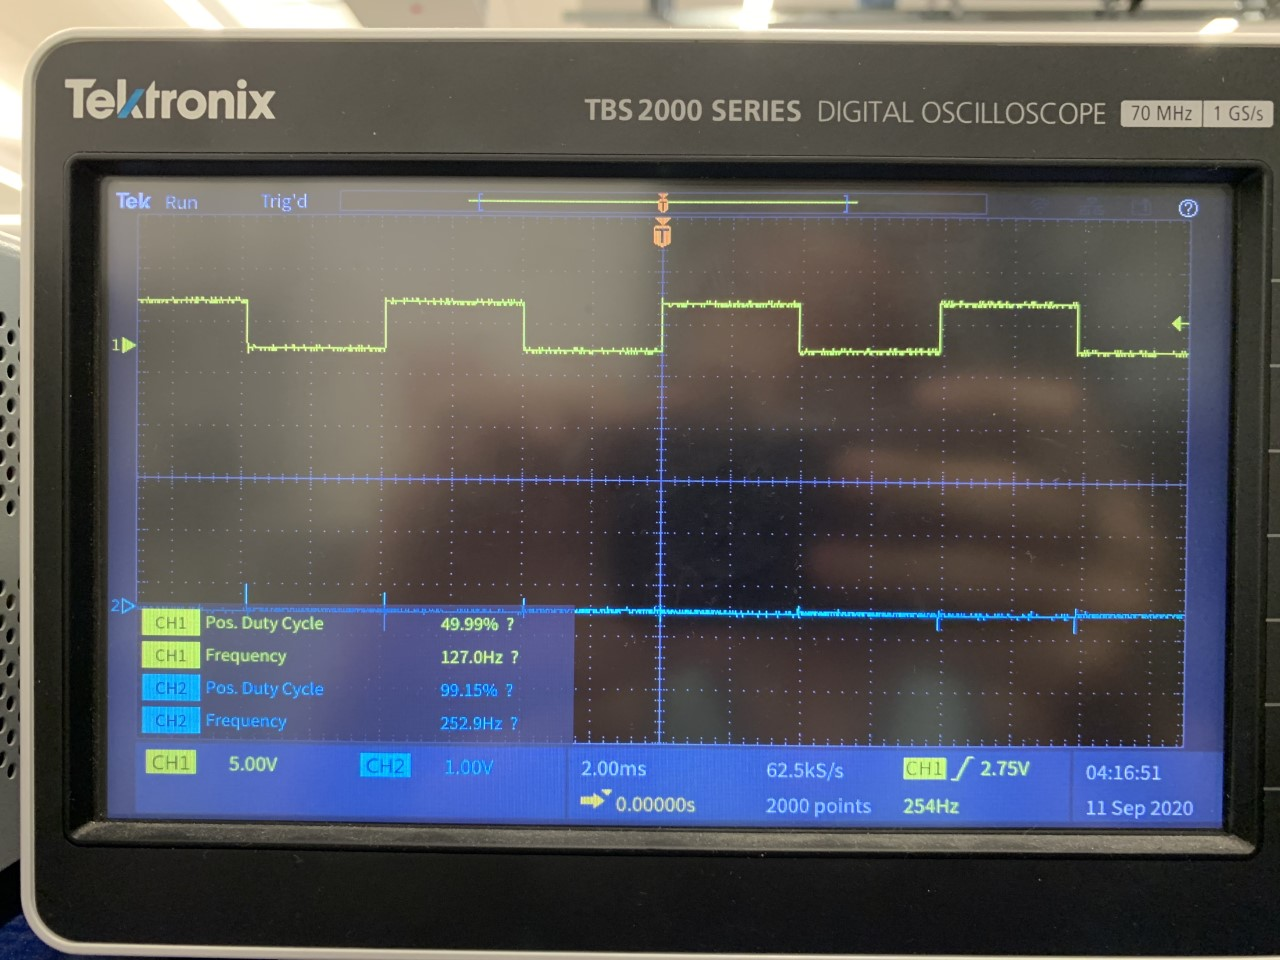 Tektronix
TBS 2000 SERIES DIGITAL OSCILLOSCOPE 70 MHz 1 GS/s
Tek Run Trig'd
T
T
1
2
CH1 Pos. Duty Cycle 49.99% ?
CH1 Frequency 127.0Hz ?
CH2 Pos. Duty Cycle 99.15% ?
CH2 Frequency 252.9Hz ?
CH1 5.00V CH2 1.00V 2.00ms 62.5kS/s CH1 2.75V 04:16:51
0.00000s 2000 points 254Hz 11 Sep 2020